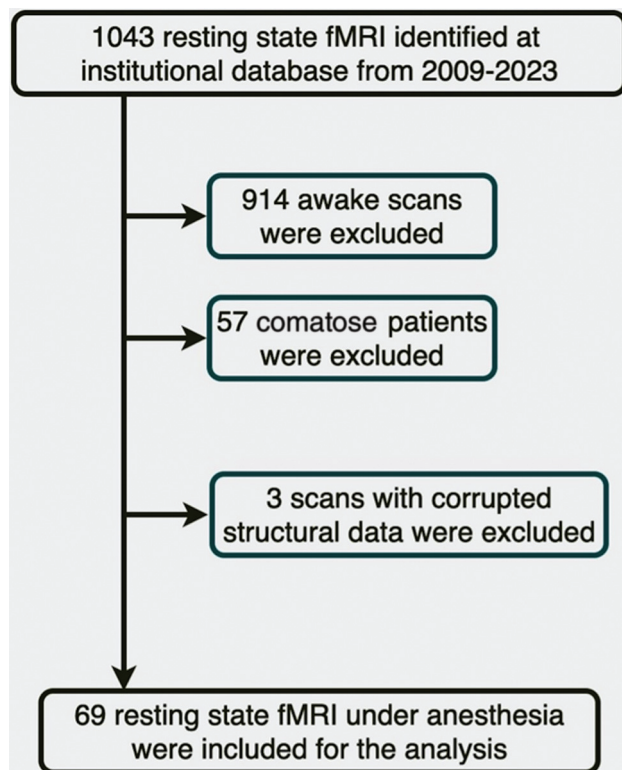 1043 resting state fMRI identified at
institutional database from 2009-2023
914 awake scans
were excluded
57 comatose patients
were excluded
3 scans with corrupted
structural data were excluded
69 resting state fMRI under anesthesia
were included for the analysis